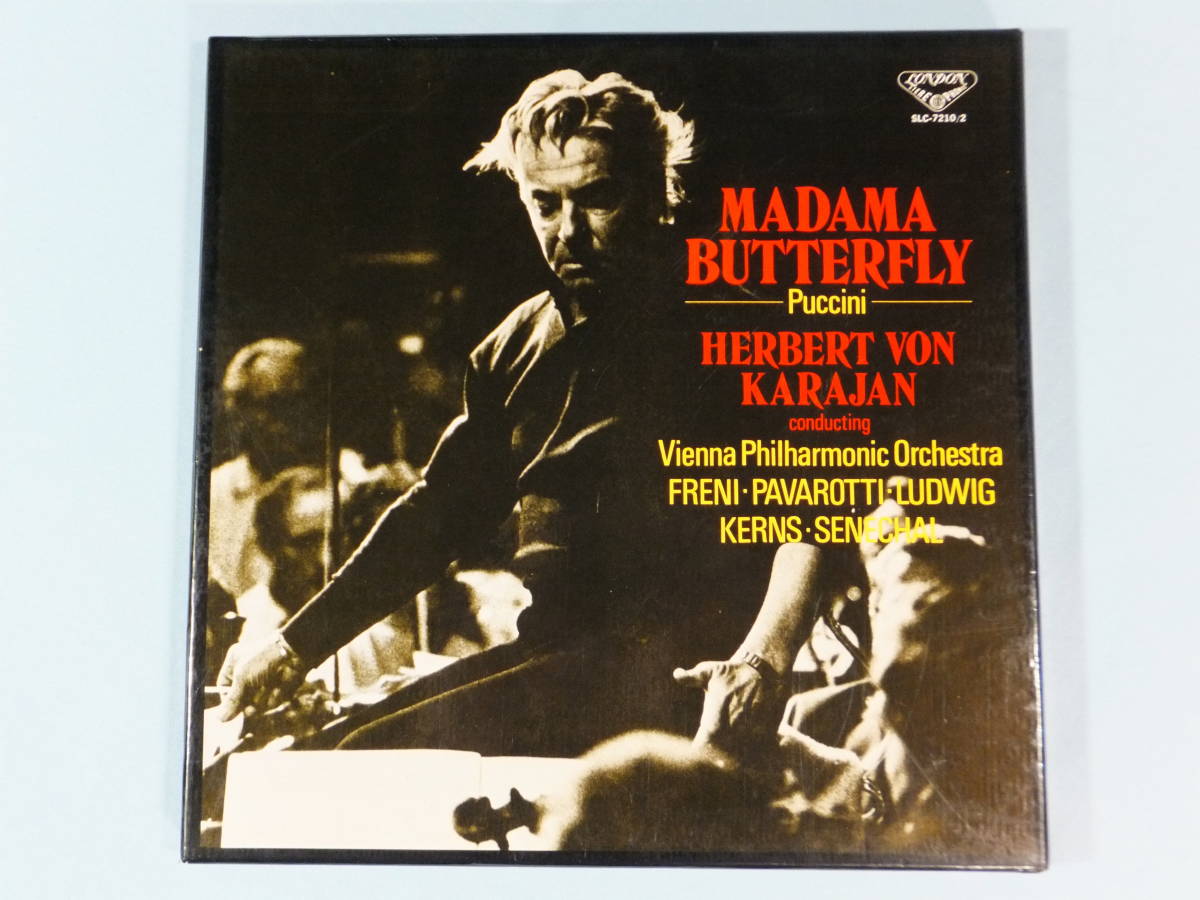 LONDON
SLC-7210/2
MADAMA
BUTTERFLY
Puccini
HERBERT VON
KARAJAN
conducting
Vienna Philharmonic Orchestra
FRENI·PAVAROTTI·LUDWIG
KERNS·SENECHAL